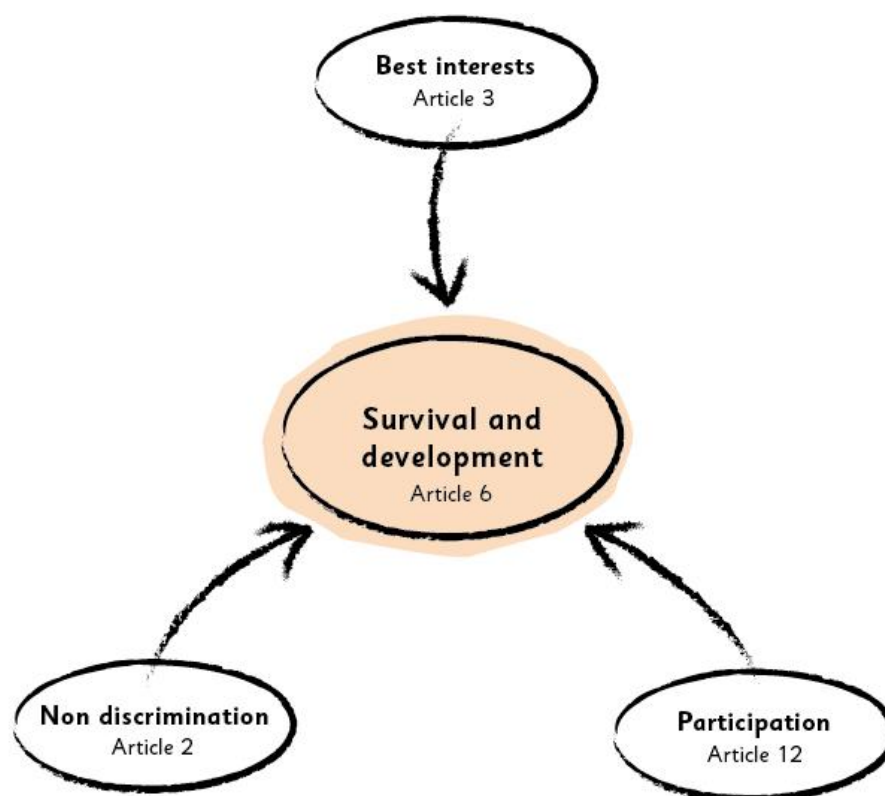 Best interests
Article 3
Survival and
development
Article 6
Non discrimination
Article 2
Participation
Article 12